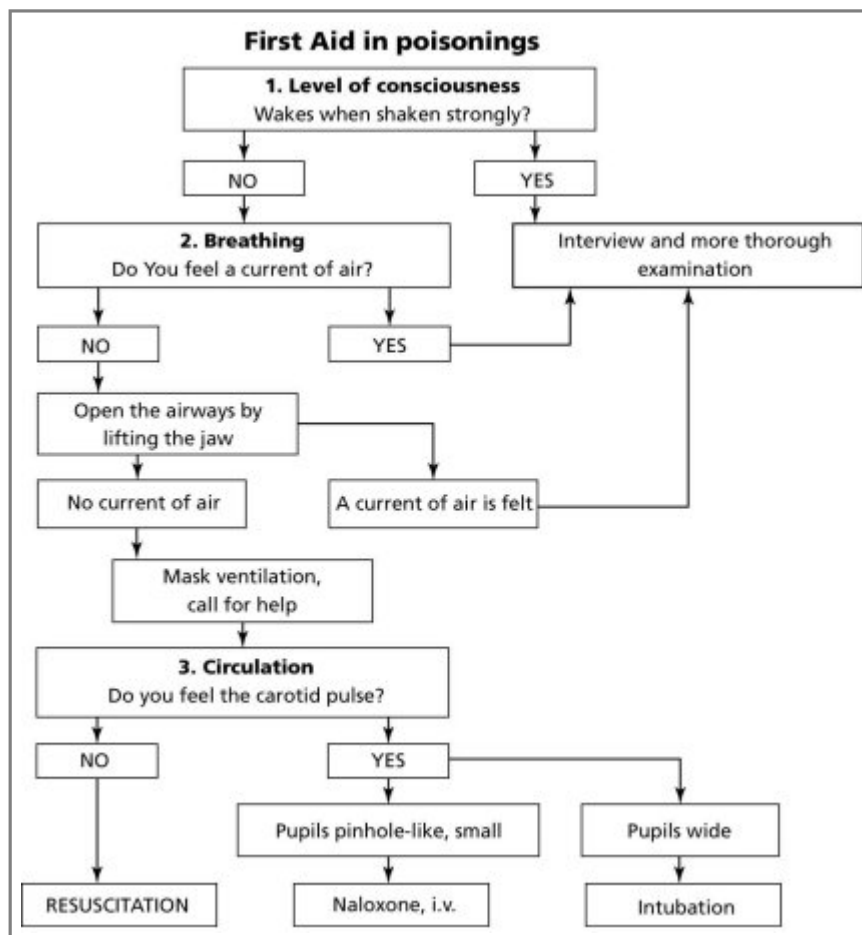 First Aid in poisonings
1. Level of consciousness
Wakes when shaken strongly?
NO
YES
2. Breathing
Do You feel a current of air?
Interview and more thorough
examination
NO
YES
Open the airways by
lifting the jaw
No current of air
A current of air is felt
Mask ventilation,
call for help
3. Circulation
Do you feel the carotid pulse?
NO
YES
Pupils pinhole-like, small
Pupils wide
RESUSCITATION
Naloxone, i.v.
Intubation